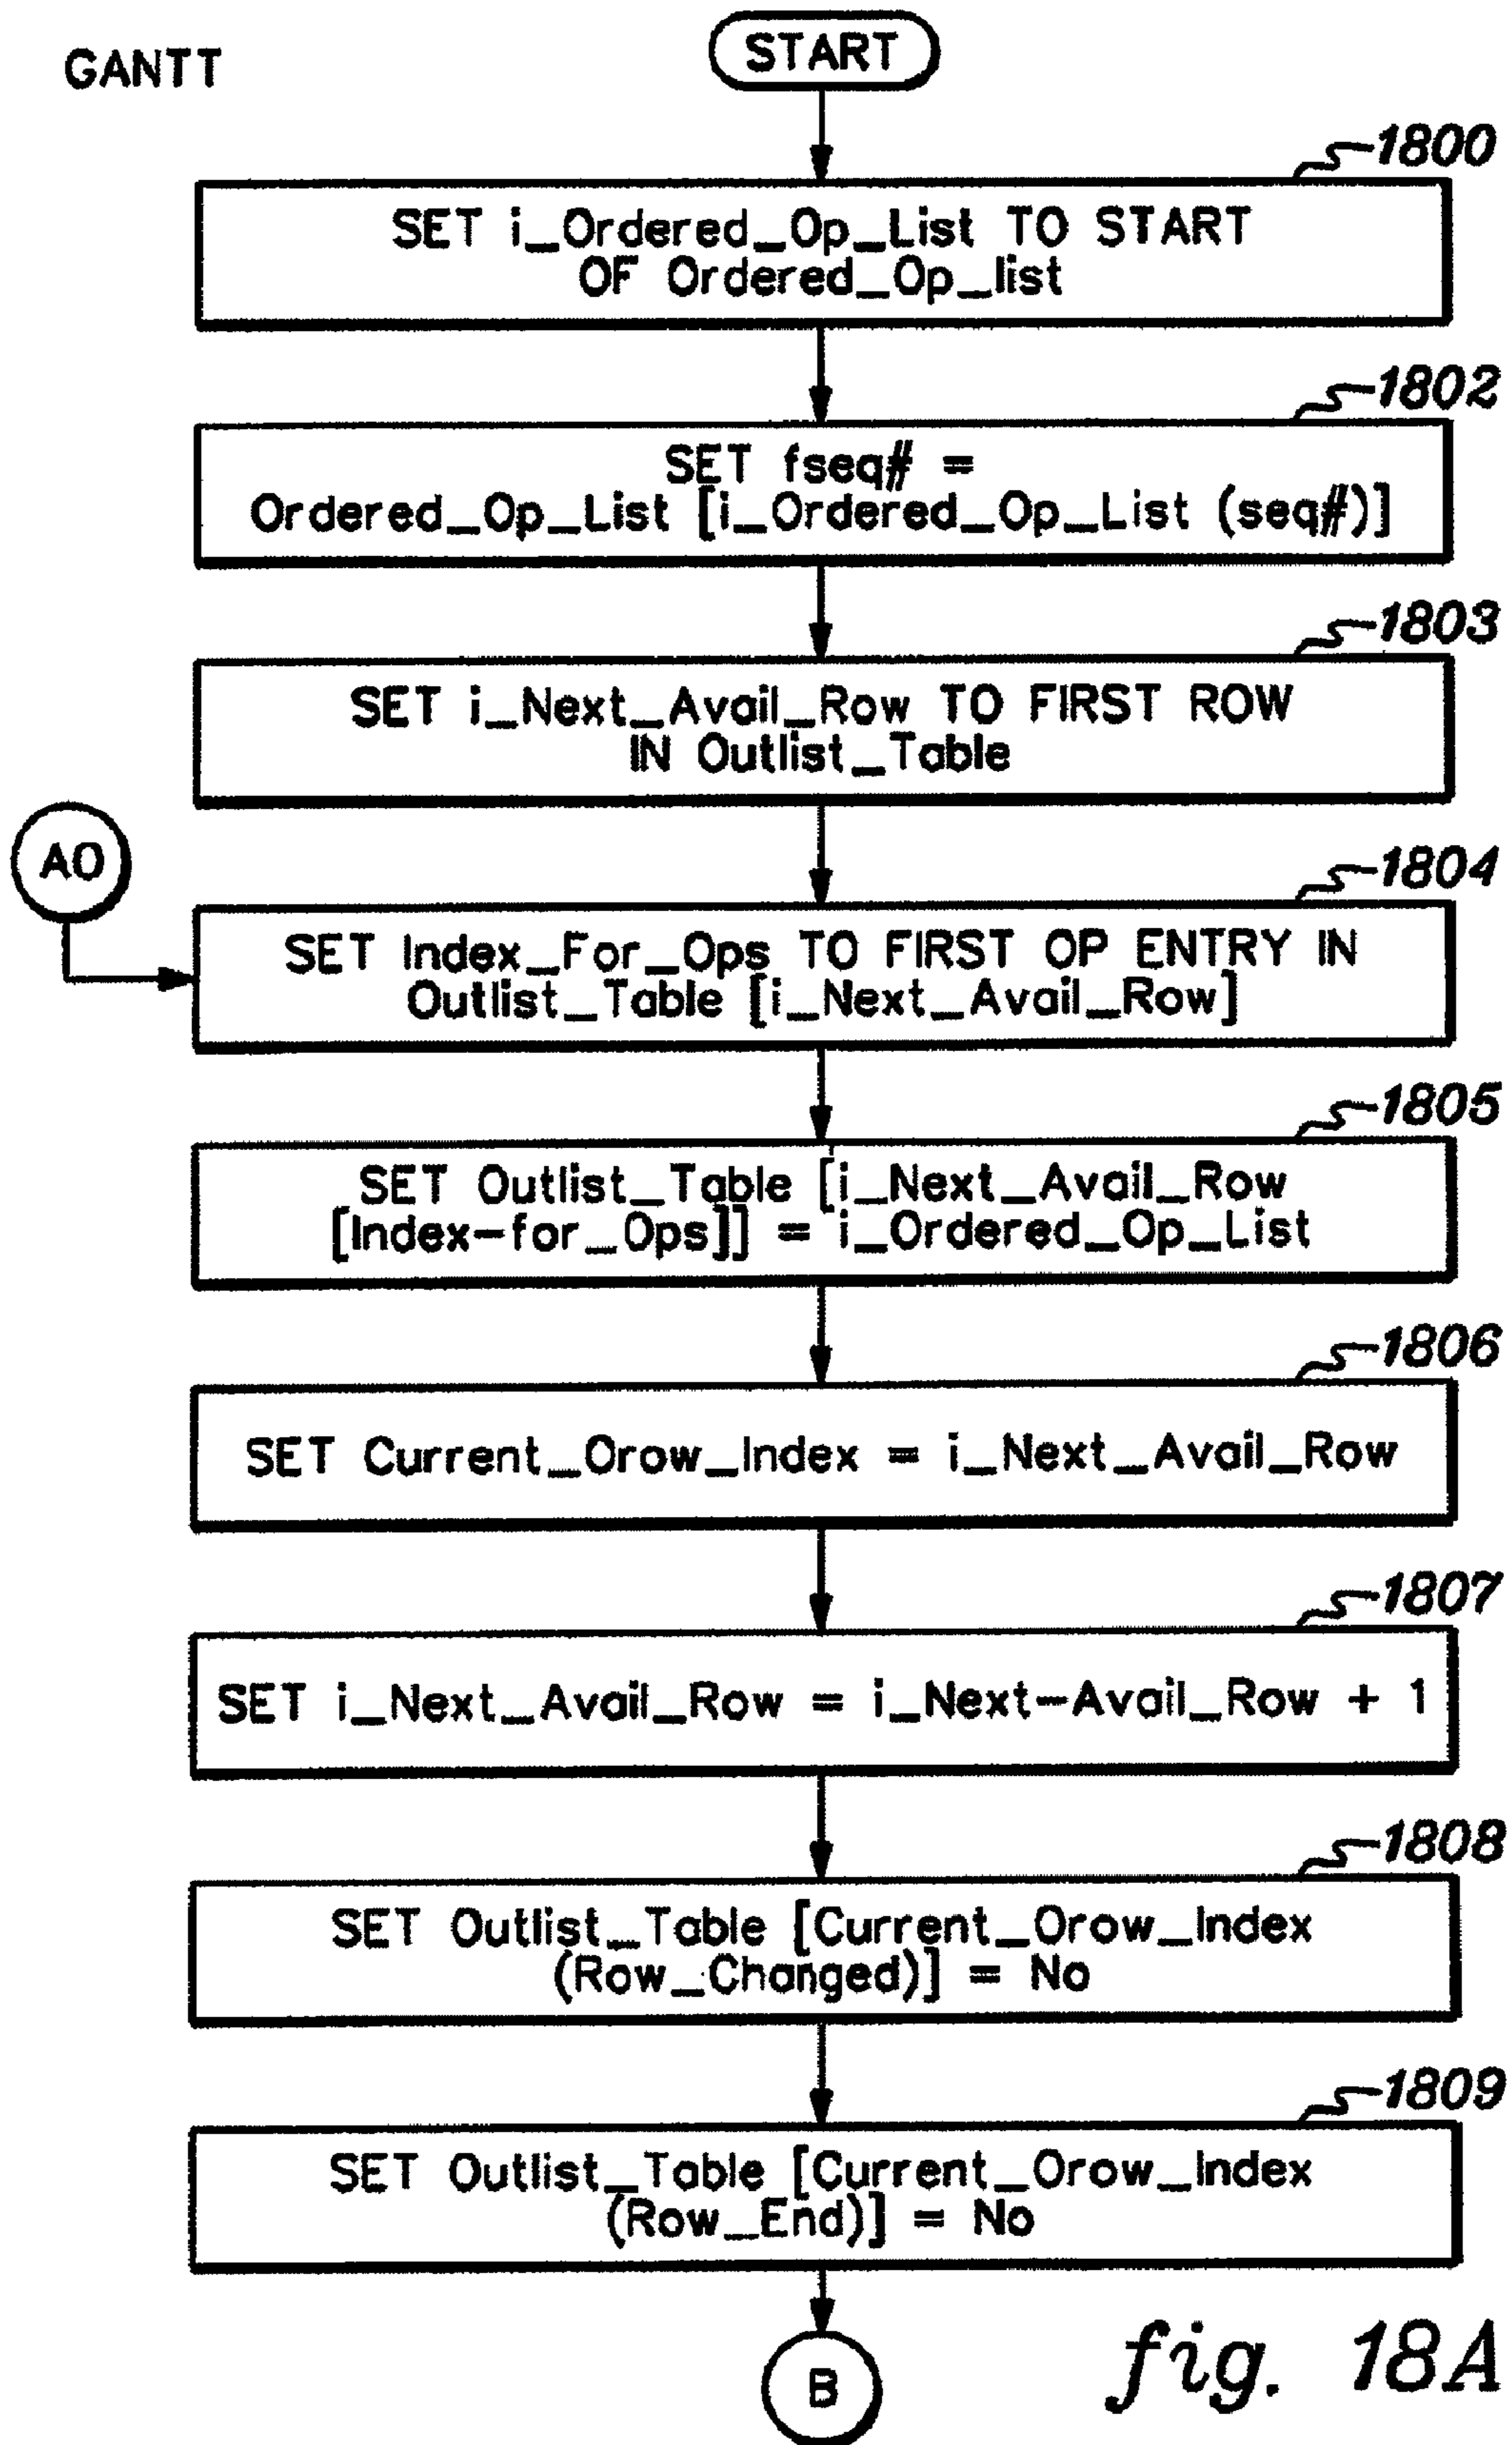 GANTT
START
1800
SET i_Ordered_Op_List TO START
OF Ordered_Op_list
1802
SET fseq# =
Ordered_Op_List [i_Ordered_Op_List (seq#)]
1803
SET i_Next_Avail_Row TO FIRST ROW
IN Outlist_Table
A0
1804
SET Index_For_Ops TO FIRST OP ENTRY IN
Outlist_Table [i_Next_Avail_Row]
1805
SET Outlist_Table [i_Next_Avail_Row
[Index-for_Ops]] = i_Ordered_Op_List
1806
SET Current_Orow_Index = i_Next_Avail_Row
1807
SET i_Next_Avail_Row = i_Next-Avail_Row + 1
1808
SET Outlist_Table [Current_Orow_Index
(Row_Changed)] = No
1809
SET Outlist_Table [Current_Orow_Index
(Row_End)] = No
B
fig. 18A